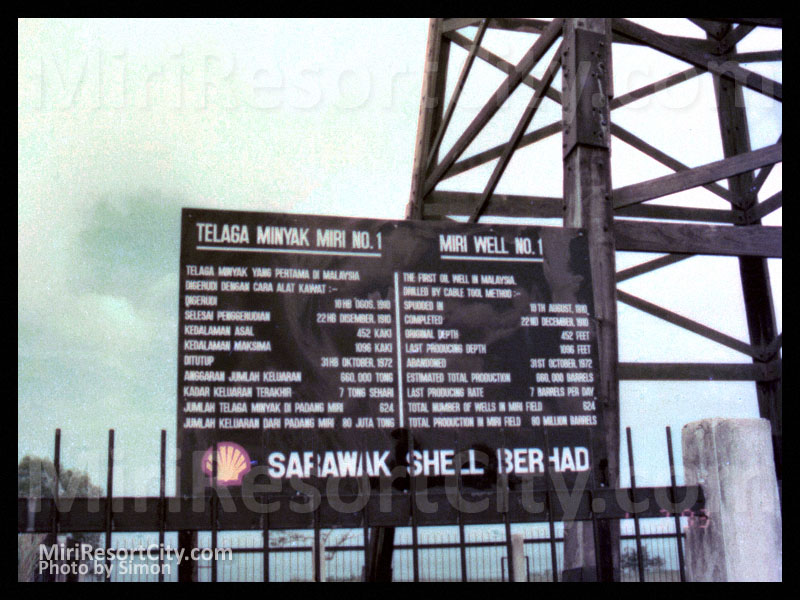 MiriResortCity.com
TELAGA MINYAK MIRI NO.1
TELAGA MINYAK YANG PERTAMA DI MALAYSIA
DIGERUDI DENGAN CARA ALAT KAWAT :-
DIGERUDI 10HB OGOS, 1910
SELESAI PENGGERUDIAN 22HB DISEMBER, 1910
KEDALAMAN ASAL 452 KAKI
KEDALAMAN MAKSIMA 1096 KAKI
DITUTUP 31HB OKTOBER, 1972
ANGGARAN JUMLAH KELUARAN 660,000 TONG
KADAR KELUARAN TERAKHIR 7 TONG SEHARI
JUMLAH TELAGA MINYAK DI PADANG MIRI 624
JUMLAH KELUARAN DARI PADANG MIRI 80 JUTA TONG
MIRI WELL NO.1
THE FIRST OIL WELL IN MALAYSIA.
DRILLED BY CABLE TOOL METHOD :-
SPUDDED IN 10TH AUGUST, 1910
COMPLETED 22ND DECEMBER, 1910
ORIGINAL DEPTH 452 FEET
LAST PRODUCING DEPTH 1096 FEET
ABANDONED 31ST OCTOBER, 1972
ESTIMATED TOTAL PRODUCTION 660,000 BARRELS
LAST PRODUCING RATE 7 BARRELS PER DAY
TOTAL NUMBER OF WELLS IN MIRI FIELD 624
TOTAL PRODUCTION IN MIRI FIELD 80 MILLION BARRELS
SARAWAK SHELL BERHAD
MiriResortCity.com
MiriResortCity.com
Photo by Simon